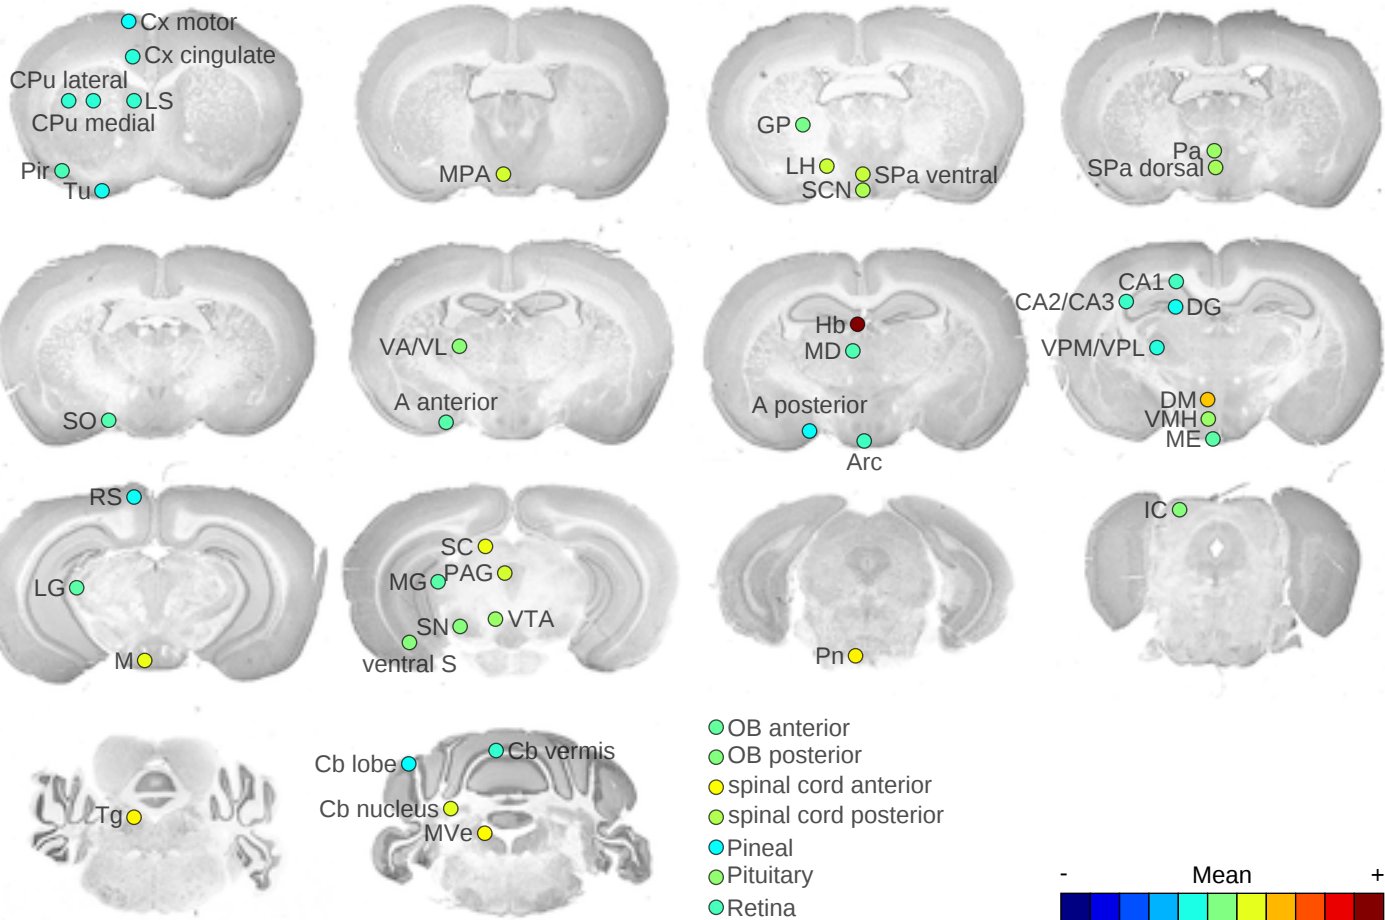 Cx motor
Cx cingulate
CPu lateral
LS
CPu medial
Pir
Tu
MPA
GP
LH
SPa ventral
SCN
Pa
SPa dorsal
SO
VA/VL
A anterior
Hb
MD
A posterior
Arc
CA1
CA2/CA3
DG
VPM/VPL
DM
VMH
ME
RS
LG
M
SC
PAG
MG
VTA
SN
ventral S
Pn
IC
Tg
Cb vermis
Cb lobe
Cb nucleus
MVe
OB anterior
OB posterior
spinal cord anterior
spinal cord posterior
Pineal
Pituitary
Retina
- Mean +